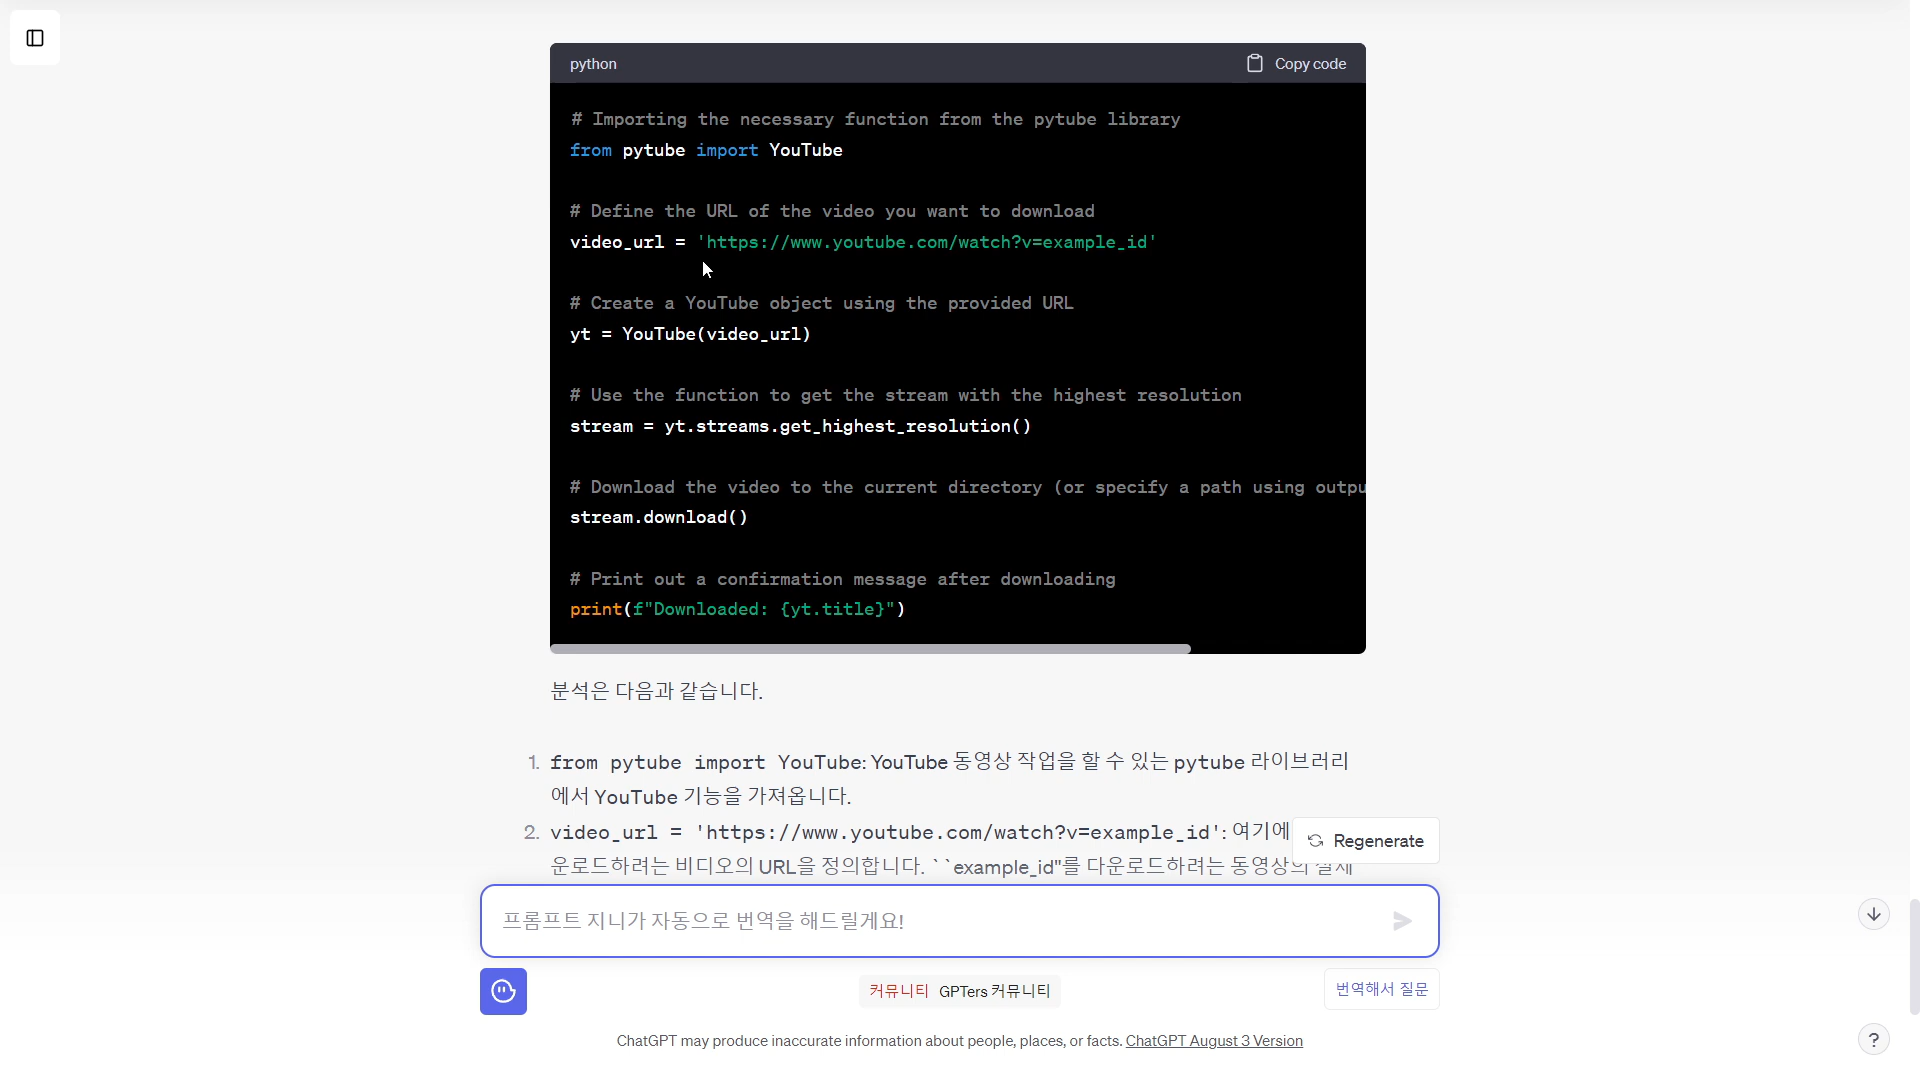 python
Copy code
# Importing the necessary function from the pytube library
from pytube import YouTube
# Define the URL of the video you want to download
video_url = 'https://www.youtube.com/watch?v=example_id'
# Create a YouTube object using the provided URL
yt = YouTube(video_url)
# Use the function to get the stream with the highest resolution
stream = yt.streams.get_highest_resolution()
# Download the video to the current directory (or specify a path using outpu
stream.download()
# Print out a confirmation message after downloading
print(f"Downloaded: {yt.title}")
분석은 다음과 같습니다.
1. from pytube import YouTube: YouTube 동영상 작업을 할 수 있는 pytube 라이브러리
에서 YouTube 기능을 가져옵니다.
2. video_url = 'https://www.youtube.com/watch?v=example_id': 여기에
Regenerate
운로드하려는 비디오의 URL을 정의합니다. ``example_id"를 다운로드하려는 동영상의 실제
프롬프트 지니가 자동으로 번역을 해드릴게요!
커뮤니티 GPTers 커뮤니티
번역해서 질문
ChatGPT may produce inaccurate information about people, places, or facts. ChatGPT August 3 Version
?